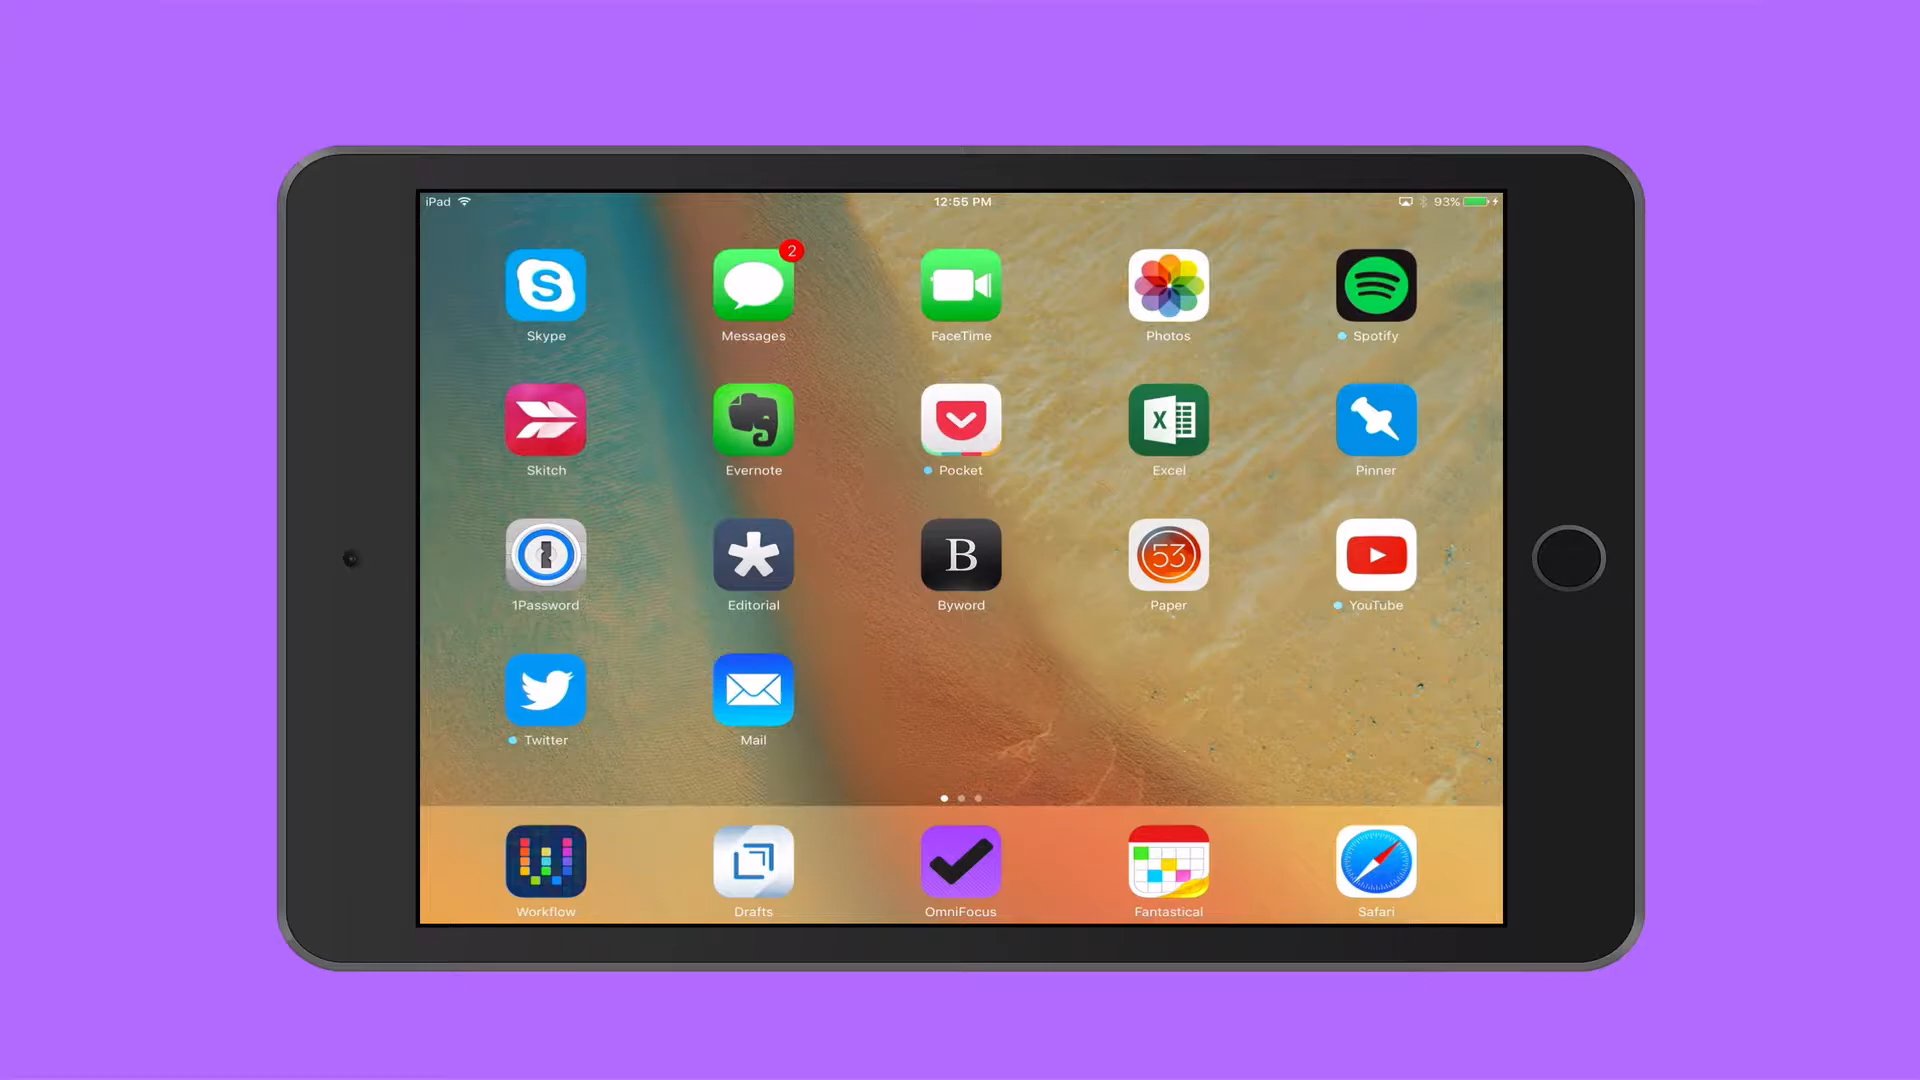 iPad 12:55 PM 93%
2
Skype Messages FaceTime Photos Spotify
Skitch Evernote Pocket Excel Pinner
53
B
1Password Editorial Byword Paper YouTube
Twitter Mail
Workflow Drafts OmniFocus Fantastical Safari